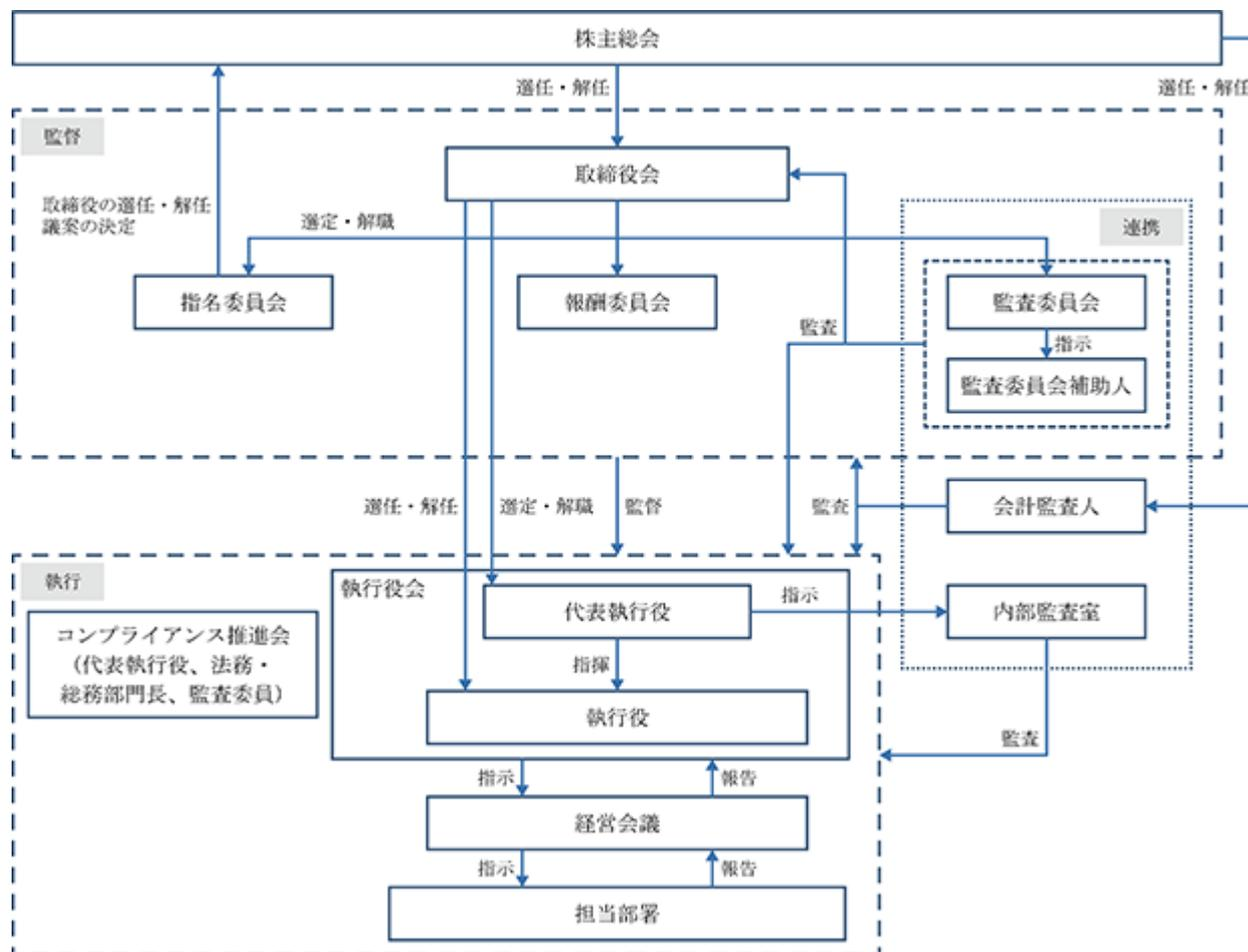 株主総会
選任・解任
選任・解任
監督
取締役会
取締役の選任・解任
議案の決定
選定・解職
連携
指名委員会
報酬委員会
監査委員会
監査
指示
監査委員会補助人
選任・解任
選定・解職
監督
監査
会計監査人
執行
執行役会
代表執行役
指示
内部監査室
コンプライアンス推進会
（代表執行役、法務・
総務部門長、監査委員）
指揮
執行役
監査
指示
報告
経営会議
指示
報告
担当部署